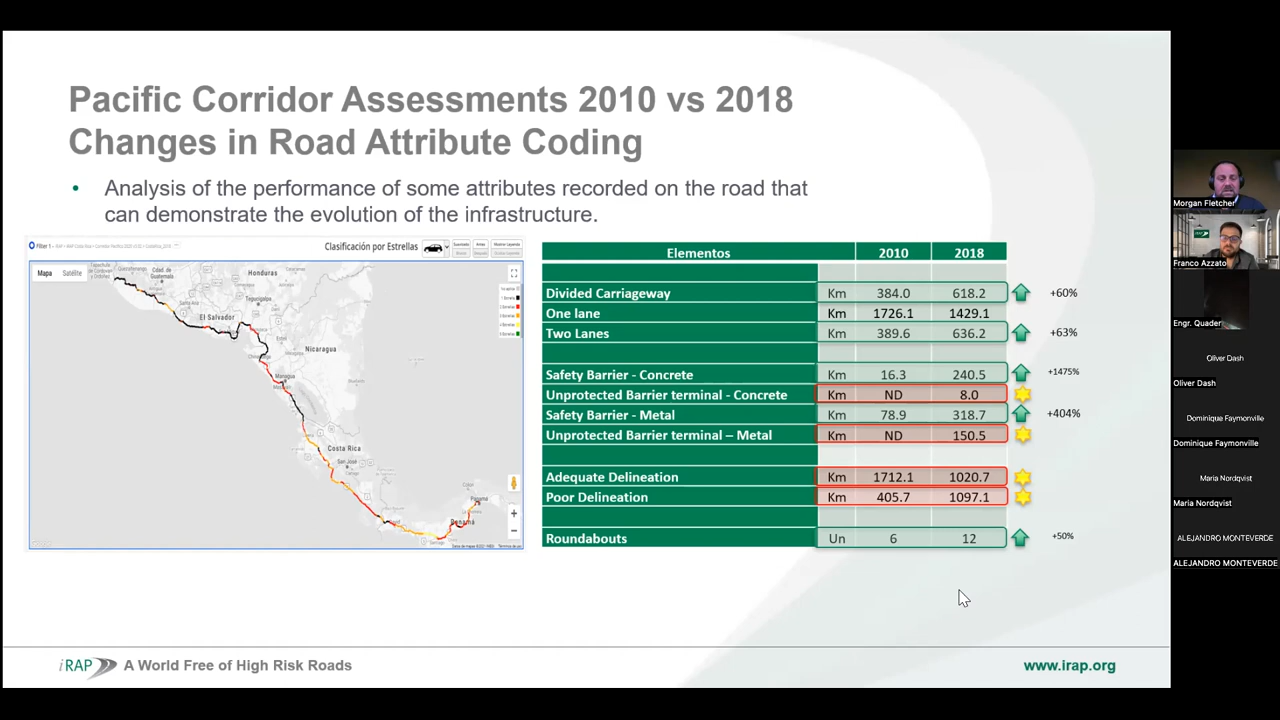 Pacific Corridor Assessments 2010 vs 2018
Changes in Road Attribute Coding
• Analysis of the performance of some attributes recorded on the road that
can demonstrate the evolution of the infrastructure.
Clasificación por Estrellas
Mapa Satélite
Honduras
Tegucigalpa
El Salvador
Nicaragua
Managua
Costa Rica
San José
Panamá
Elementos 2010 2018
Divided Carriageway Km 384.0 618.2 +60%
One lane Km 1726.1 1429.1
Two Lanes Km 389.6 636.2 +63%
Safety Barrier - Concrete Km 16.3 240.5 +1475%
Unprotected Barrier terminal - Concrete Km ND 8.0
Safety Barrier - Metal Km 78.9 318.7 +404%
Unprotected Barrier terminal – Metal Km ND 150.5
Adequate Delineation Km 1712.1 1020.7
Poor Delineation Km 405.7 1097.1
Roundabouts Un 6 12 +50%
iRAP A World Free of High Risk Roads
www.irap.org
Morgan Fletcher
Franco Azzato
Engr. Quader
Oliver Dash
Oliver Dash
Dominique Faymonville
Dominique Faymonville
Maria Nordqvist
Maria Nordqvist
ALEJANDRO MONTEVERDE
ALEJANDRO MONTEVERDE